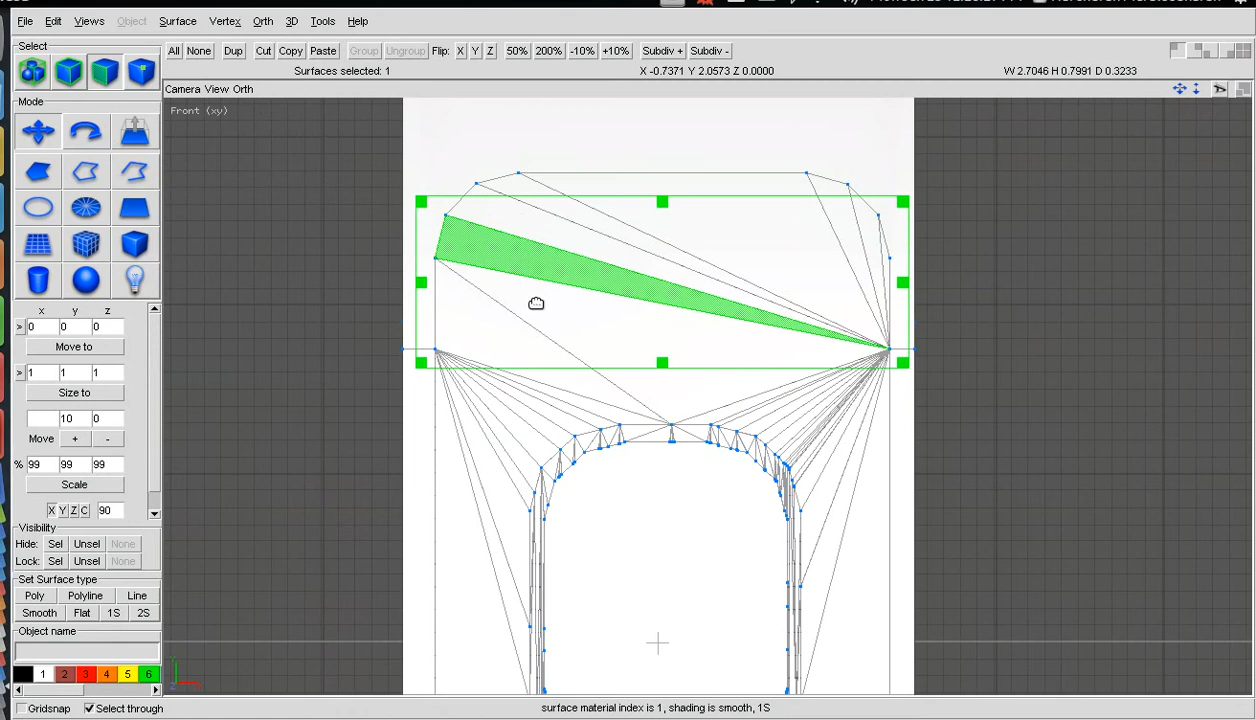 File Edit Views Object Surface Vertex Orth 3D Tools Help
Select
All None Dup Cut Copy Paste Group Ungroup Flip: X Y Z 50% 200% -10% +10% Subdiv + Subdiv -
Surfaces selected: 1 X -0.7371 Y 2.0573 Z 0.0000 W 2.7046 H 0.7991 D 0.3233
Camera View Orth
Front (xy)
Mode
x y z
> 0 0 0
Move to
> 1 1 1
Size to
10 0
Move + -
% 99 99 99
Scale
X Y Z C 90
Visibility
Hide: Sel Unsel None
Lock: Sel Unsel None
Set Surface type
Poly Polyline Line
Smooth Flat 1S 2S
Object name
1 2 3 4 5 6
Gridsnap Select through surface material index is 1, shading is smooth, 1S